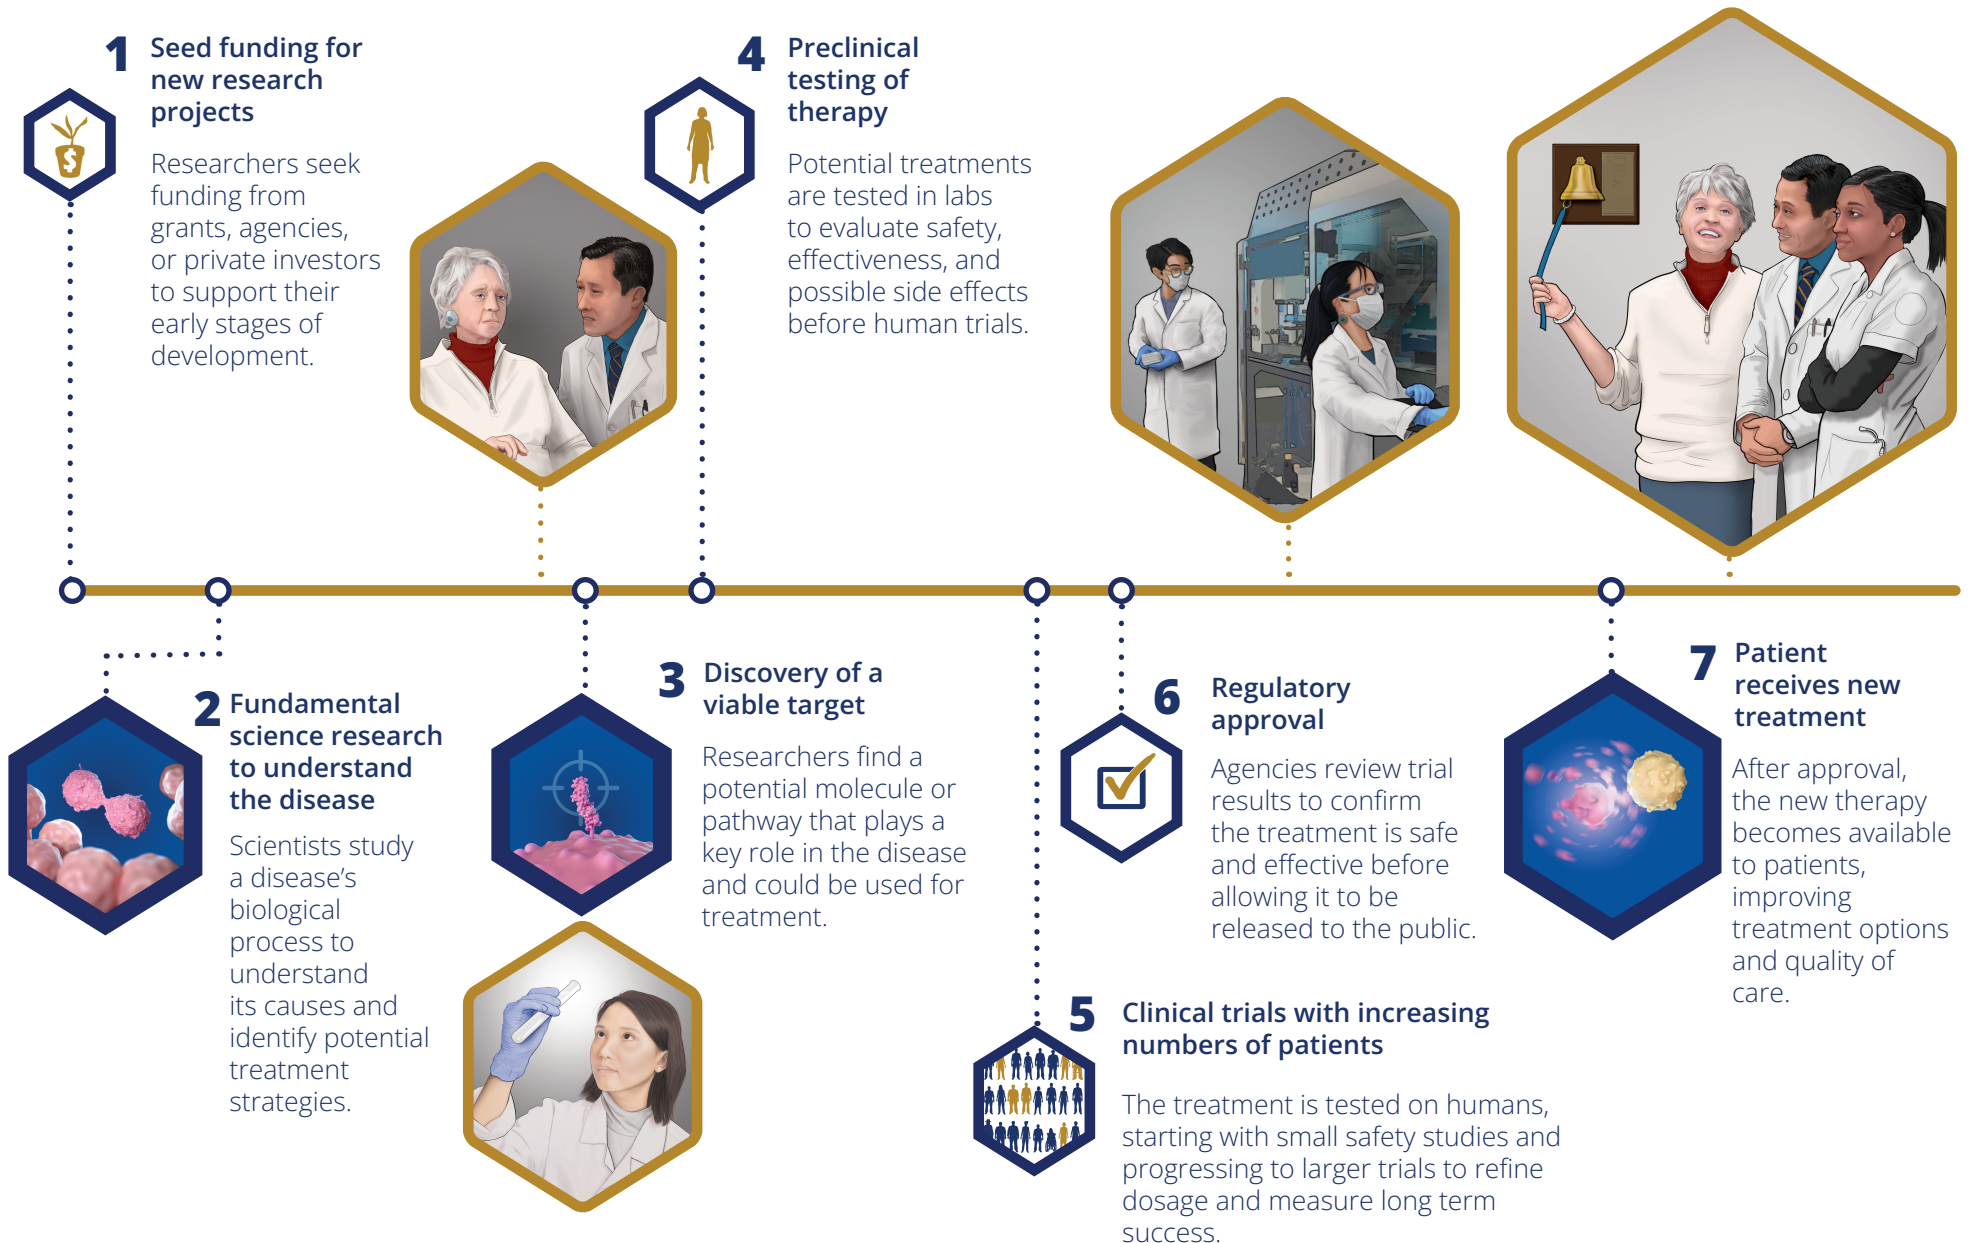 1
Seed funding for
new research
projects
Researchers seek
funding from
grants, agencies,
or private investors
to support their
early stages of
development.
2
Fundamental
science research
to understand
the disease
Scientists study
a disease’s
biological
process to
understand
its causes and
identify potential
treatment
strategies.
3
Discovery of a
viable target
Researchers find a
potential molecule or
pathway that plays a
key role in the disease
and could be used for
treatment.
4
Preclinical
testing of
therapy
Potential treatments
are tested in labs
to evaluate safety,
effectiveness, and
possible side effects
before human trials.
5
Clinical trials with increasing
numbers of patients
The treatment is tested on humans,
starting with small safety studies and
progressing to larger trials to refine
dosage and measure long term
success.
6
Regulatory
approval
Agencies review trial
results to confirm
the treatment is safe
and effective before
allowing it to be
released to the public.
7
Patient
receives new
treatment
After approval,
the new therapy
becomes available
to patients,
improving
treatment options
and quality of
care.
$